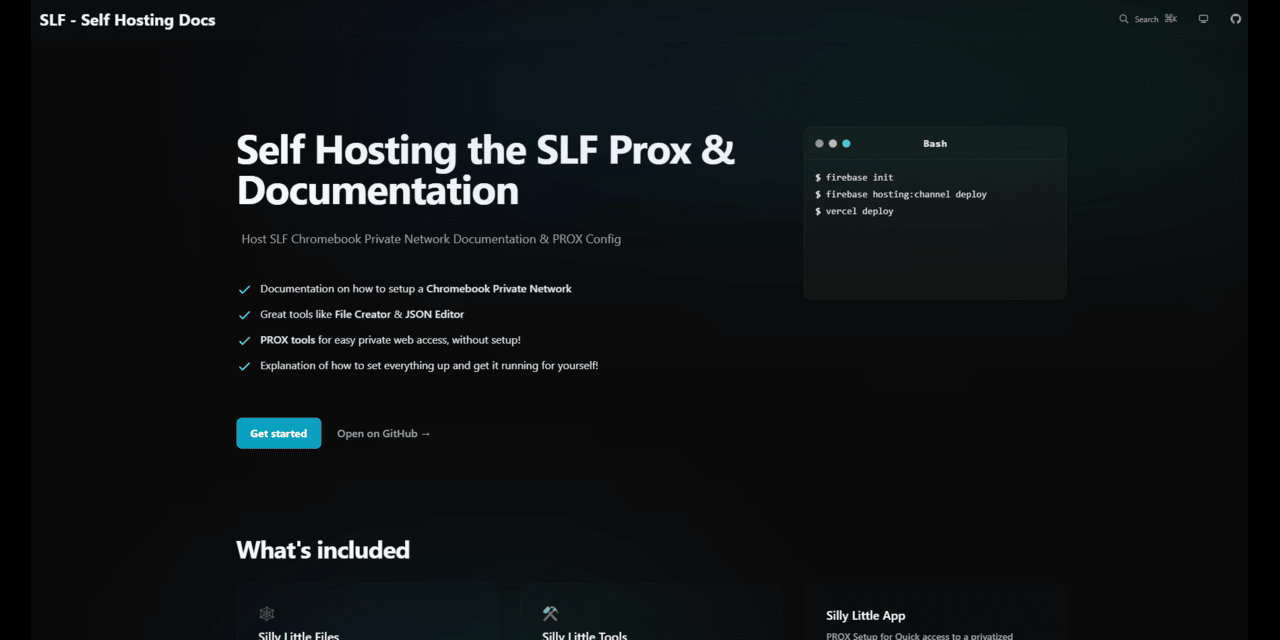 SLF - Self Hosting Docs
Search ⌘K
Self Hosting the SLF Prox &
Documentation
Host SLF Chromebook Private Network Documentation & PROX Config
Documentation on how to setup a Chromebook Private Network
Great tools like File Creator & JSON Editor
PROX tools for easy private web access, without setup!
Explanation of how to set everything up and get it running for yourself!
Get started
Open on GitHub →
Bash
$ firebase init
$ firebase hosting:channel deploy
$ vercel deploy
What's included
Silly Little Files
Silly Little Tools
Silly Little App
PROX Setup for Quick access to a privatized